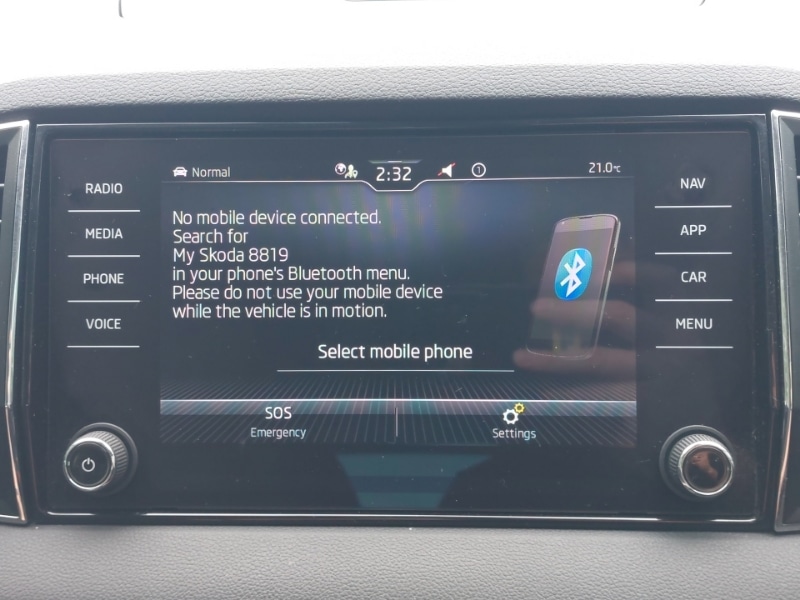 Normal
2:32
1
21.0°C
RADIO
MEDIA
PHONE
VOICE
No mobile device connected.
Search for
My Skoda 8819
in your phone's Bluetooth menu.
Please do not use your mobile device
while the vehicle is in motion.
Select mobile phone
SOS
Emergency
Settings
NAV
APP
CAR
MENU